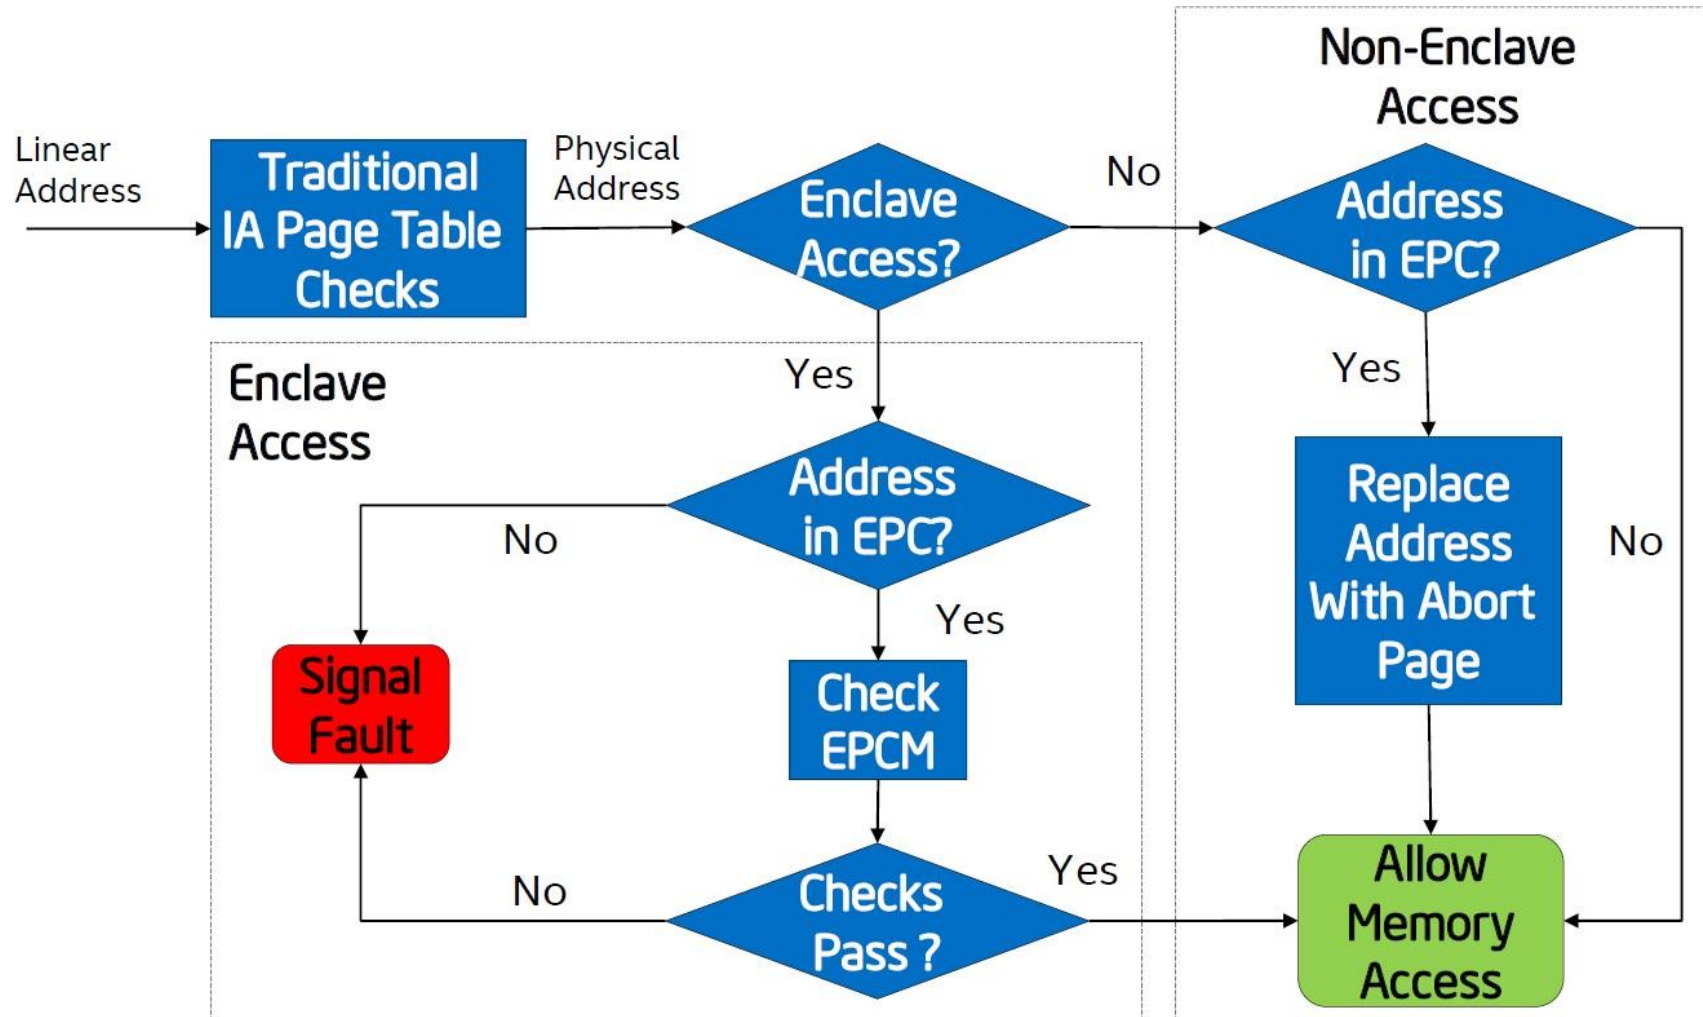 Non-Enclave
Access
Linear
Address
Traditional
IA Page Table
Checks
Physical
Address
Enclave
Access?
No
Address
in EPC?
Yes
Enclave
Access
Yes
Address
in EPC?
No
Replace
Address
With Abort
Page
No
Yes
Signal
Fault
Check
EPCM
No
Checks
Pass ?
Yes
Allow
Memory
Access